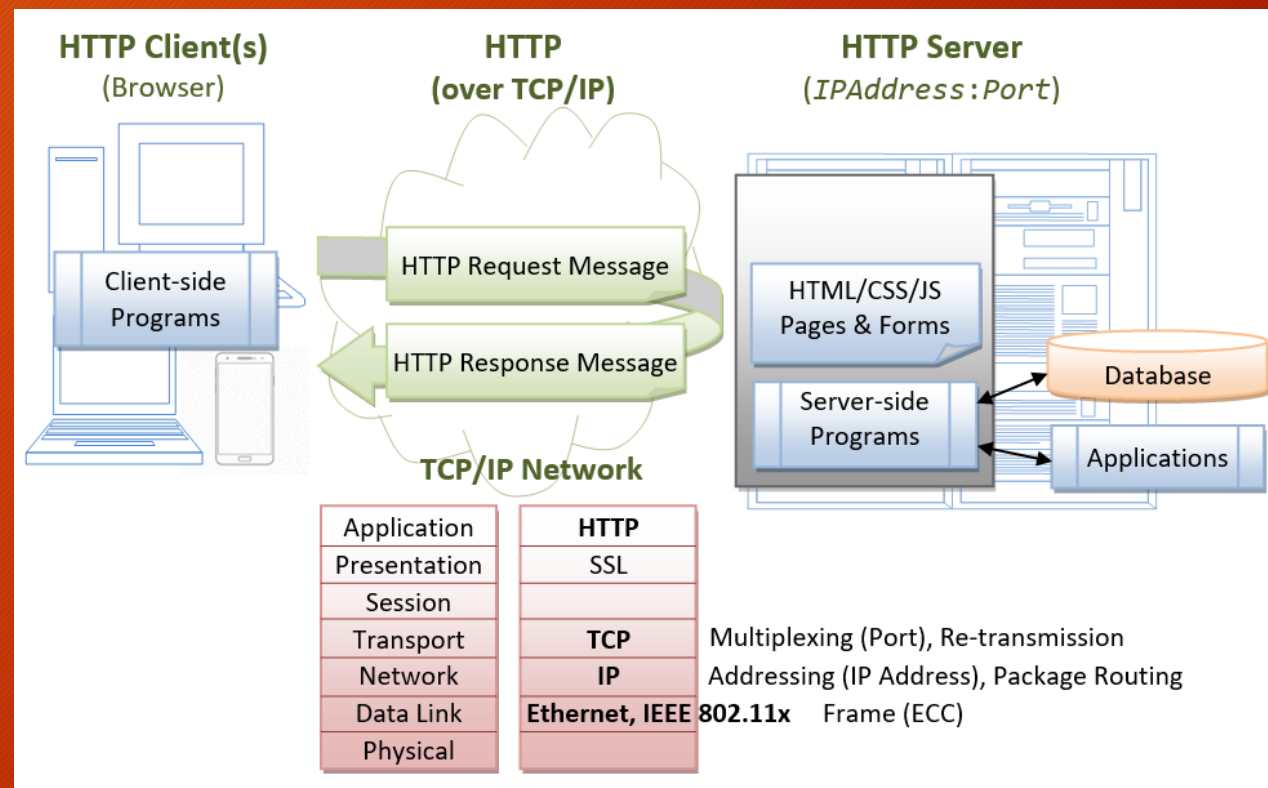 HTTP Client(s)
(Browser)
HTTP
(over TCP/IP)
HTTP Server
(IPAddress:Port)
Client-side
Programs
HTTP Request Message
HTTP Response Message
HTML/CSS/JS
Pages & Forms
Server-side
Programs
Database
Applications
TCP/IP Network
Application HTTP
Presentation SSL
Session
Transport TCP Multiplexing (Port), Re-transmission
Network IP Addressing (IP Address), Package Routing
Data Link Ethernet, IEEE 802.11x Frame (ECC)
Physical